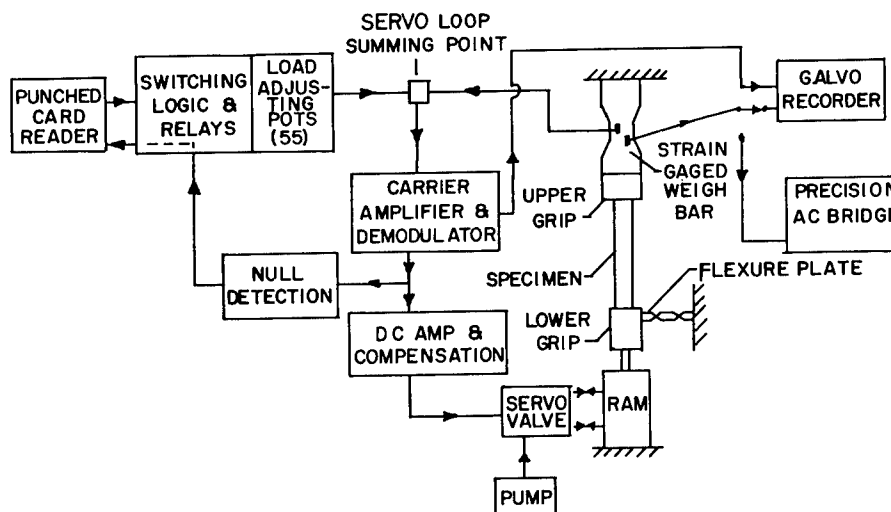 SERVO LOOP
SUMMING POINT
PUNCHED
CARD
READER
SWITCHING
LOGIC &
RELAYS
LOAD
ADJUS-
TING
POTS
(55)
GALVO
RECORDER
STRAIN
GAGED
WEIGH
BAR
CARRIER
AMPLIFIER &
DEMODULATOR
UPPER
GRIP
PRECISION
AC BRIDGE
NULL
DETECTION
SPECIMEN
FLEXURE PLATE
DC AMP &
COMPENSATION
LOWER
GRIP
SERVO
VALVE
RAM
PUMP